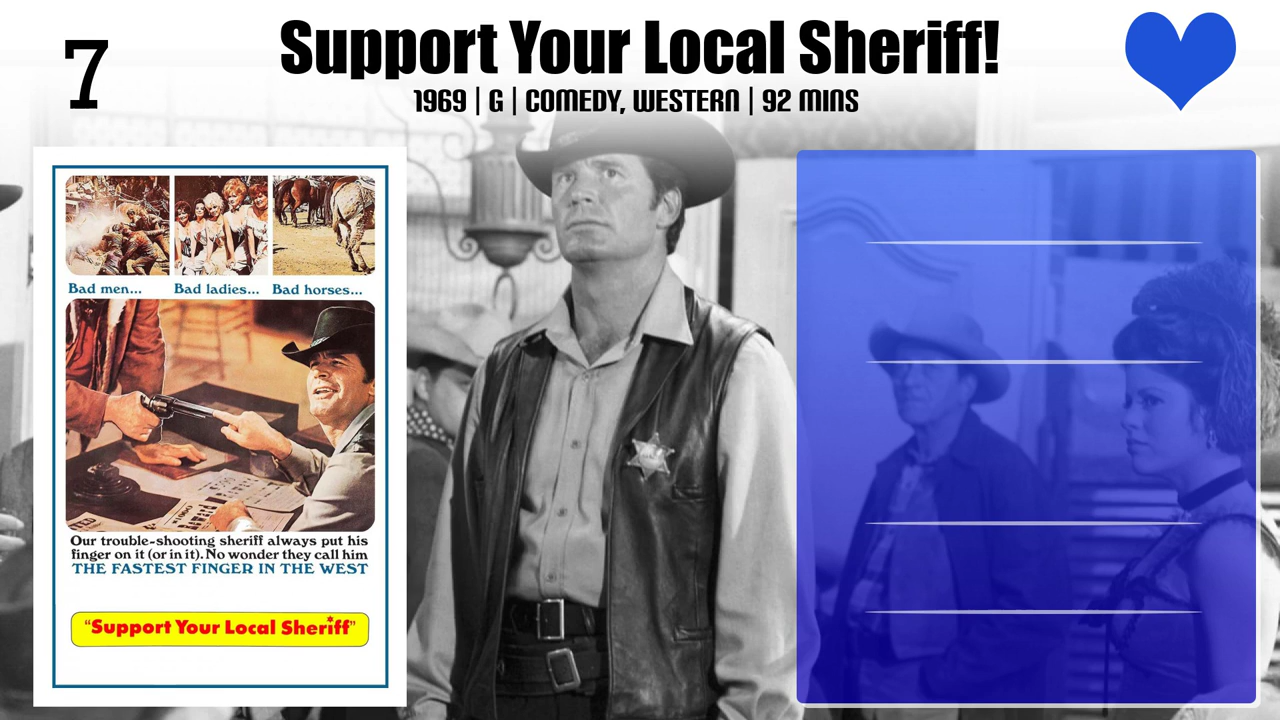 7
Support Your Local Sheriff!
1969 | G | COMEDY, WESTERN | 92 MINS
Bad men... Bad ladies... Bad horses...
Our trouble-shooting sheriff always put his
finger on it (or in it). No wonder they call him
THE FASTEST FINGER IN THE WEST
“Support Your Local Sheriff”